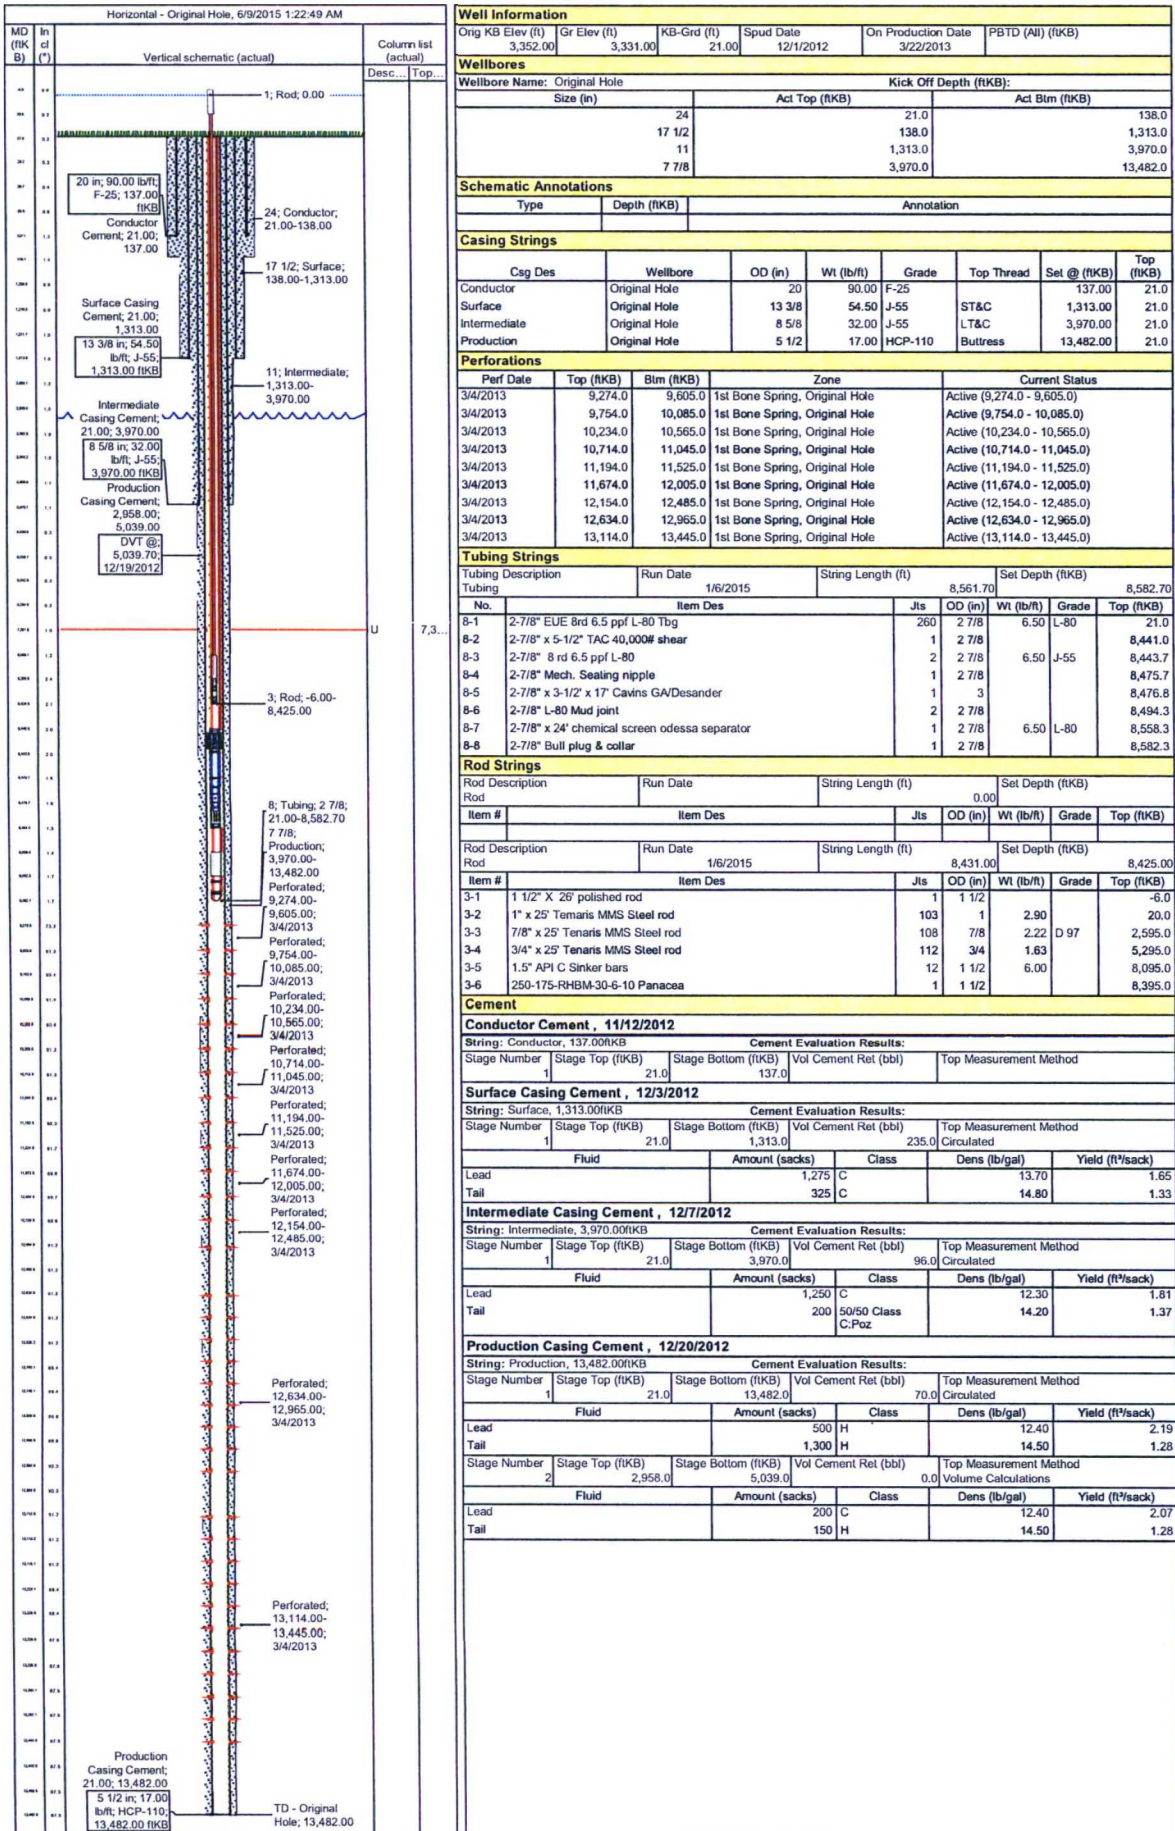 Horizontal - Original Hole, 6/9/2015 1:22:49 AM
MD (ftK B)
In cl (°)
Vertical schematic (actual)
Column list (actual)
Desc... Top...
1; Rod; 0.00
20 in; 90.00 lb/ft; F-25; 137.00 ftKB
Conductor Cement; 21.00; 137.00
24; Conductor; 21.00-138.00
17 1/2; Surface; 138.00-1,313.00
Surface Casing Cement; 21.00; 1,313.00
13 3/8 in; 54.50 lb/ft; J-55; 1,313.00 ftKB
11; Intermediate; 1,313.00-3,970.00
Intermediate Casing Cement; 21.00; 3,970.00
8 5/8 in; 32.00 lb/ft; J-55; 3,970.00 ftKB
Production Casing Cement; 2,958.00; 5,039.00
DVT @; 5,039.70; 12/19/2012
U 7,3...
3; Rod; -6.00-8,425.00
8; Tubing; 2 7/8; 21.00-8,582.70
7 7/8; Production; 3,970.00-13,482.00
Perforated; 9,274.00-9,605.00; 3/4/2013
Perforated; 9,754.00-10,085.00; 3/4/2013
Perforated; 10,234.00-10,565.00; 3/4/2013
Perforated; 10,714.00-11,045.00; 3/4/2013
Perforated; 11,194.00-11,525.00; 3/4/2013
Perforated; 11,674.00-12,005.00; 3/4/2013
Perforated; 12,154.00-12,485.00; 3/4/2013
Perforated; 12,634.00-12,965.00; 3/4/2013
Perforated; 13,114.00-13,445.00; 3/4/2013
Production Casing Cement; 21.00; 13,482.00
5 1/2 in; 17.00 lb/ft; HCP-110; 13,482.00 ftKB
TD - Original Hole; 13,482.00
Well Information
Orig KB Elev (ft) Gr Elev (ft) KB-Grd (ft) Spud Date On Production Date PBTD (All) (ftKB)
3,352.00 3,331.00 21.00 12/1/2012 3/22/2013
Wellbores
Wellbore Name: Original Hole Kick Off Depth (ftKB):
Size (in) Act Top (ftKB) Act Btm (ftKB)
24 21.0 138.0
17 1/2 138.0 1,313.0
11 1,313.0 3,970.0
7 7/8 3,970.0 13,482.0
Schematic Annotations
Type Depth (ftKB) Annotation
Casing Strings
Csg Des Wellbore OD (in) Wt (lb/ft) Grade Top Thread Set @ (ftKB) Top (ftKB)
Conductor Original Hole 20 90.00 F-25 137.00 21.0
Surface Original Hole 13 3/8 54.50 J-55 ST&C 1,313.00 21.0
Intermediate Original Hole 8 5/8 32.00 J-55 LT&C 3,970.00 21.0
Production Original Hole 5 1/2 17.00 HCP-110 Buttress 13,482.00 21.0
Perforations
Perf Date Top (ftKB) Btm (ftKB) Zone Current Status
3/4/2013 9,274.0 9,605.0 1st Bone Spring, Original Hole Active (9,274.0 - 9,605.0)
3/4/2013 9,754.0 10,085.0 1st Bone Spring, Original Hole Active (9,754.0 - 10,085.0)
3/4/2013 10,234.0 10,565.0 1st Bone Spring, Original Hole Active (10,234.0 - 10,565.0)
3/4/2013 10,714.0 11,045.0 1st Bone Spring, Original Hole Active (10,714.0 - 11,045.0)
3/4/2013 11,194.0 11,525.0 1st Bone Spring, Original Hole Active (11,194.0 - 11,525.0)
3/4/2013 11,674.0 12,005.0 1st Bone Spring, Original Hole Active (11,674.0 - 12,005.0)
3/4/2013 12,154.0 12,485.0 1st Bone Spring, Original Hole Active (12,154.0 - 12,485.0)
3/4/2013 12,634.0 12,965.0 1st Bone Spring, Original Hole Active (12,634.0 - 12,965.0)
3/4/2013 13,114.0 13,445.0 1st Bone Spring, Original Hole Active (13,114.0 - 13,445.0)
Tubing Strings
Tubing Description Run Date String Length (ft) Set Depth (ftKB)
Tubing 1/6/2015 8,561.70 8,582.70
No. Item Des Jts OD (in) Wt (lb/ft) Grade Top (ftKB)
8-1 2-7/8" EUE 8rd 6.5 ppf L-80 Tbg 260 2 7/8 6.50 L-80 21.0
8-2 2-7/8" x 5-1/2" TAC 40,000# shear 1 2 7/8 8,441.0
8-3 2-7/8" 8 rd 6.5 ppf L-80 2 2 7/8 6.50 J-55 8,443.7
8-4 2-7/8" Mech. Seating nipple 1 2 7/8 8,475.7
8-5 2-7/8" x 3-1/2' x 17' Cavins GA/Desander 1 3 8,476.8
8-6 2-7/8" L-80 Mud joint 2 2 7/8 8,494.3
8-7 2-7/8" x 24' chemical screen odessa separator 1 2 7/8 6.50 L-80 8,558.3
8-8 2-7/8" Bull plug & collar 1 2 7/8 8,582.3
Rod Strings
Rod Description Run Date String Length (ft) Set Depth (ftKB)
Rod 0.00
Item # Item Des Jts OD (in) Wt (lb/ft) Grade Top (ftKB)
Rod Description Run Date String Length (ft) Set Depth (ftKB)
Rod 1/6/2015 8,431.00 8,425.00
Item # Item Des Jts OD (in) Wt (lb/ft) Grade Top (ftKB)
3-1 1 1/2" X 26' polished rod 1 1 1/2 -6.0
3-2 1" x 25' Temaris MMS Steel rod 103 1 2.90 20.0
3-3 7/8" x 25' Tenaris MMS Steel rod 108 7/8 2.22 D 97 2,595.0
3-4 3/4" x 25' Tenaris MMS Steel rod 112 3/4 1.63 5,295.0
3-5 1.5" API C Sinker bars 12 1 1/2 6.00 8,095.0
3-6 250-175-RHBM-30-6-10 Panacea 1 1 1/2 8,395.0
Cement
Conductor Cement , 11/12/2012
String: Conductor, 137.00ftKB Cement Evaluation Results:
Stage Number Stage Top (ftKB) Stage Bottom (ftKB) Vol Cement Ret (bbl) Top Measurement Method
1 21.0 137.0
Surface Casing Cement , 12/3/2012
String: Surface, 1,313.00ftKB Cement Evaluation Results:
Stage Number Stage Top (ftKB) Stage Bottom (ftKB) Vol Cement Ret (bbl) Top Measurement Method
1 21.0 1,313.0 235.0 Circulated
Fluid Amount (sacks) Class Dens (lb/gal) Yield (ft³/sack)
Lead 1,275 C 13.70 1.65
Tail 325 C 14.80 1.33
Intermediate Casing Cement , 12/7/2012
String: Intermediate, 3,970.00ftKB Cement Evaluation Results:
Stage Number Stage Top (ftKB) Stage Bottom (ftKB) Vol Cement Ret (bbl) Top Measurement Method
1 21.0 3,970.0 96.0 Circulated
Fluid Amount (sacks) Class Dens (lb/gal) Yield (ft³/sack)
Lead 1,250 C 12.30 1.81
Tail 200 50/50 Class C:Poz 14.20 1.37
Production Casing Cement , 12/20/2012
String: Production, 13,482.00ftKB Cement Evaluation Results:
Stage Number Stage Top (ftKB) Stage Bottom (ftKB) Vol Cement Ret (bbl) Top Measurement Method
1 21.0 13,482.0 70.0 Circulated
Fluid Amount (sacks) Class Dens (lb/gal) Yield (ft³/sack)
Lead 500 H 12.40 2.19
Tail 1,300 H 14.50 1.28
Stage Number Stage Top (ftKB) Stage Bottom (ftKB) Vol Cement Ret (bbl) Top Measurement Method
2 2,958.0 5,039.0 0.0 Volume Calculations
Fluid Amount (sacks) Class Dens (lb/gal) Yield (ft³/sack)
Lead 200 C 12.40 2.07
Tail 150 H 14.50 1.28